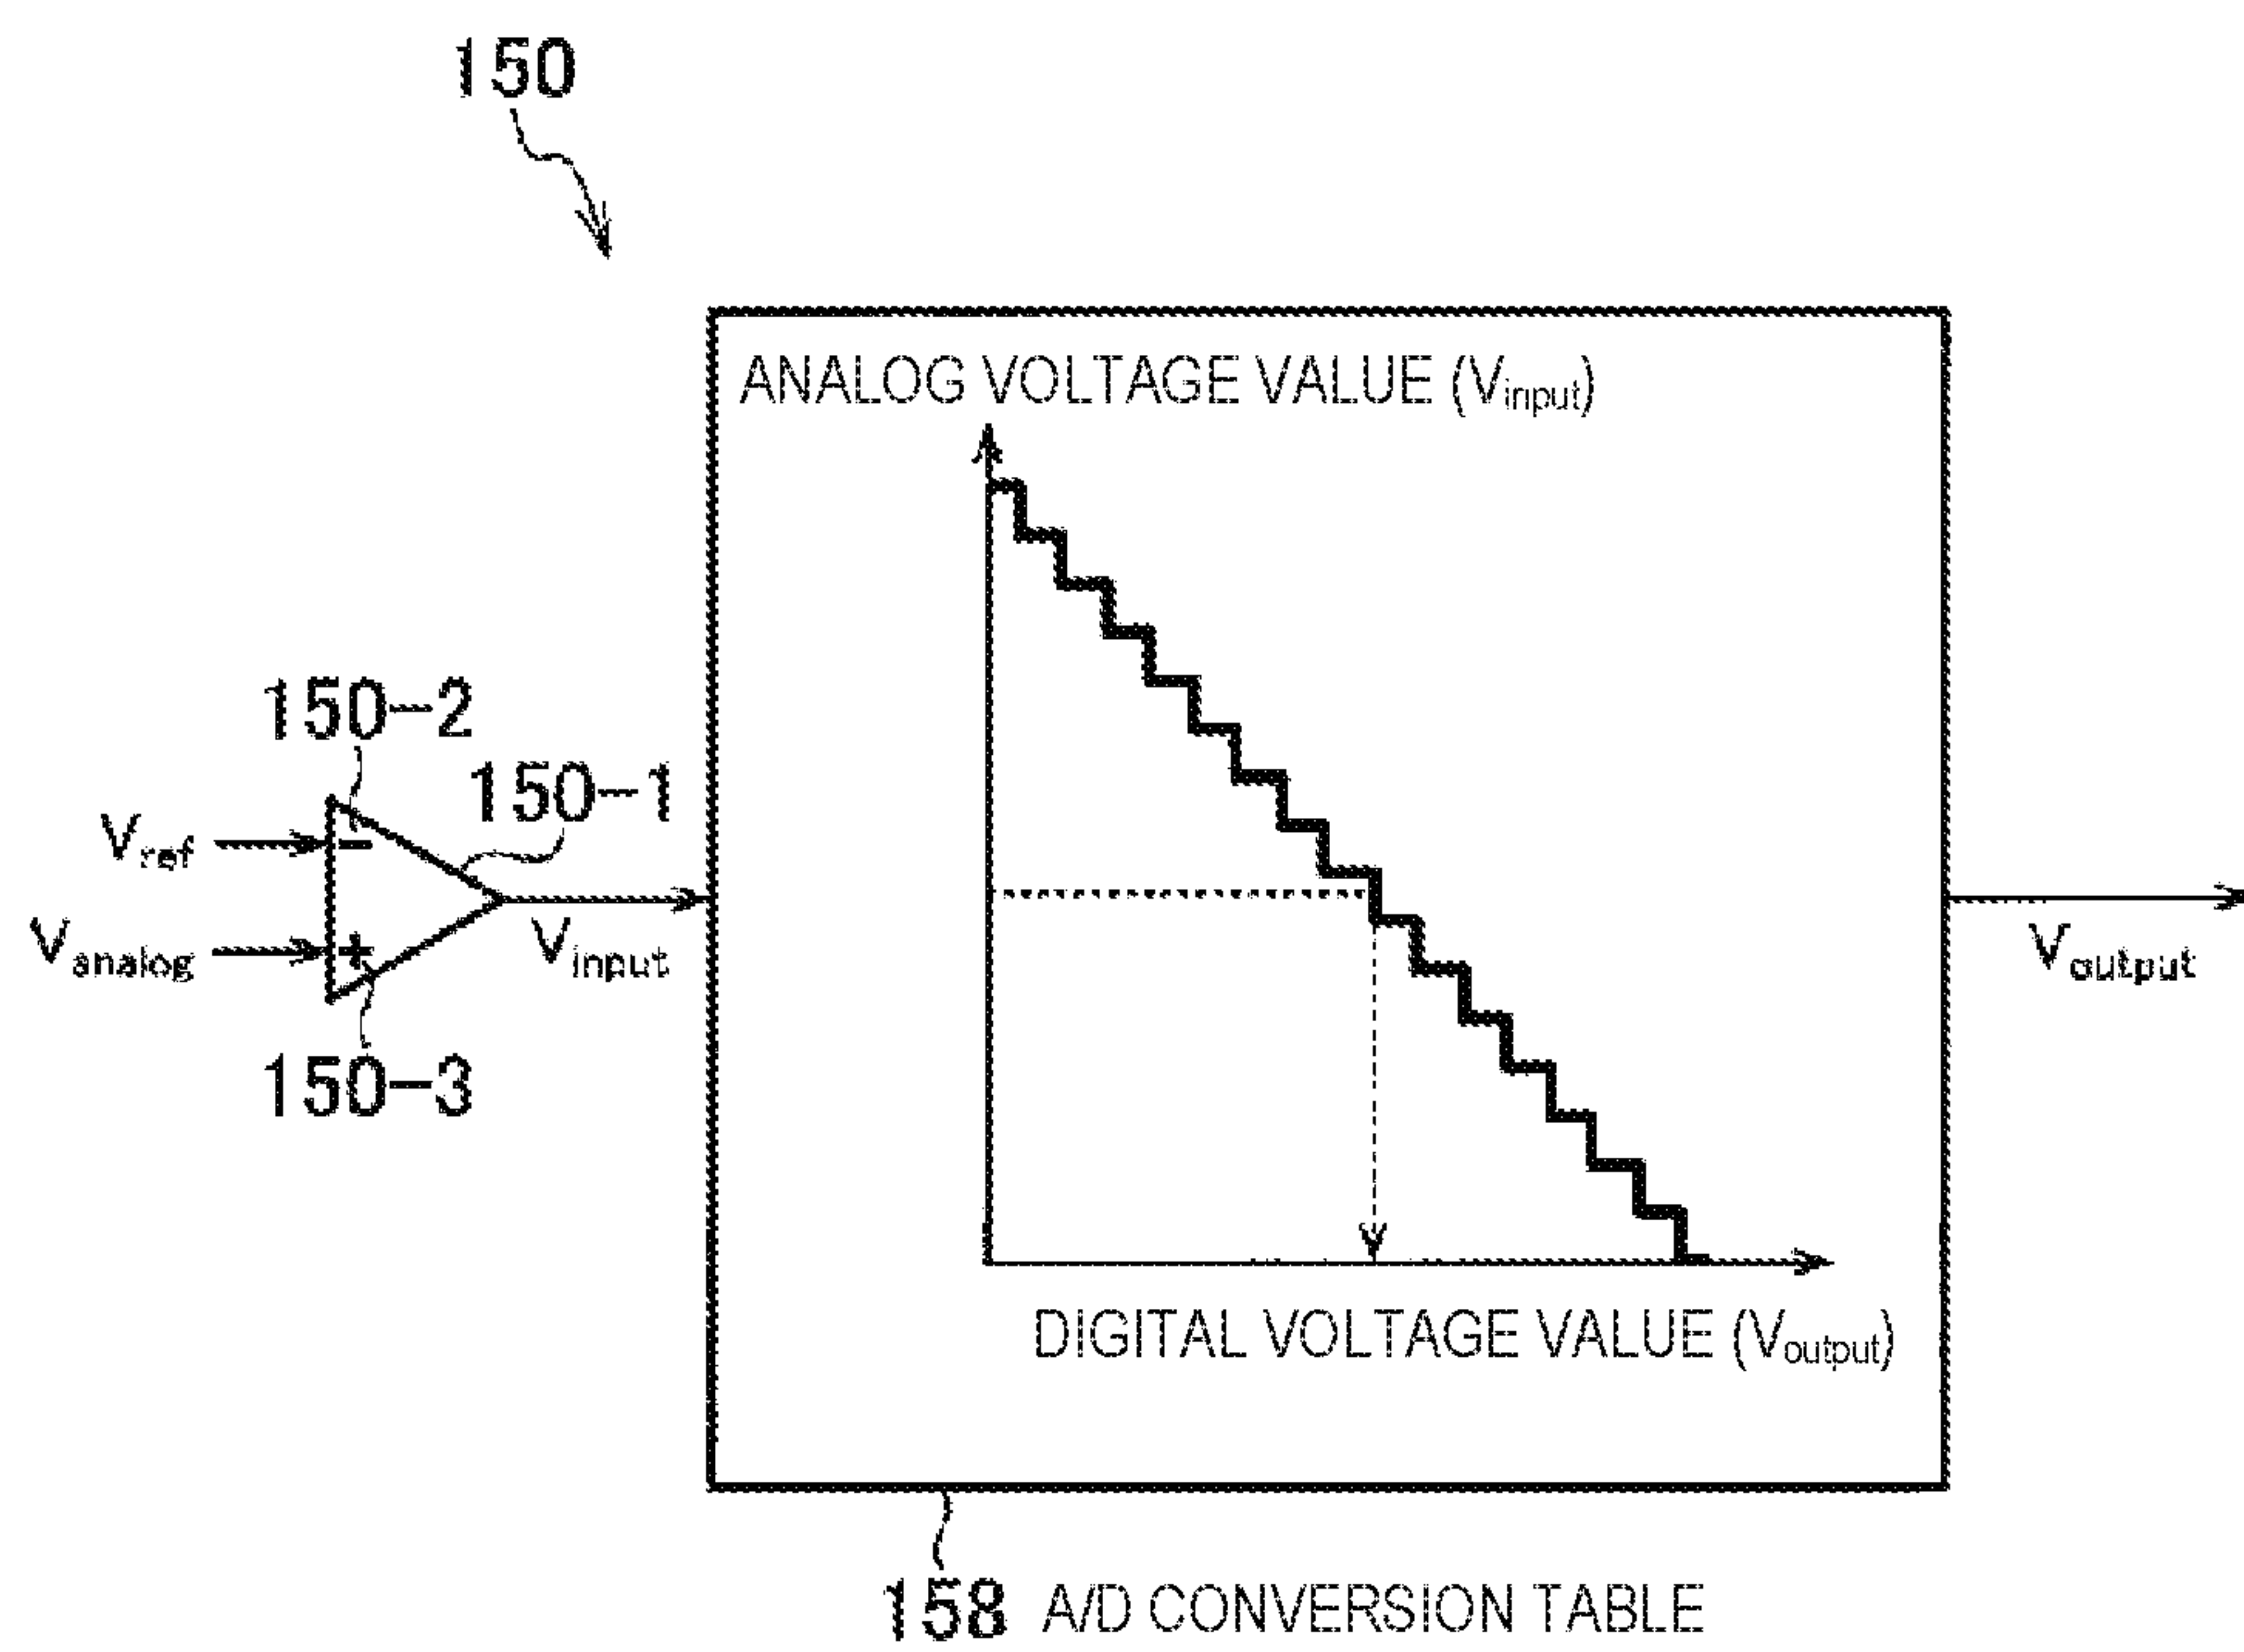 150
ANALOG VOLTAGE VALUE (Vinput)
150-2
150-1
Vref
−
Vanalog
+
Vinput
150-3
Voutput
DIGITAL VOLTAGE VALUE (Voutput)
158 A/D CONVERSION TABLE